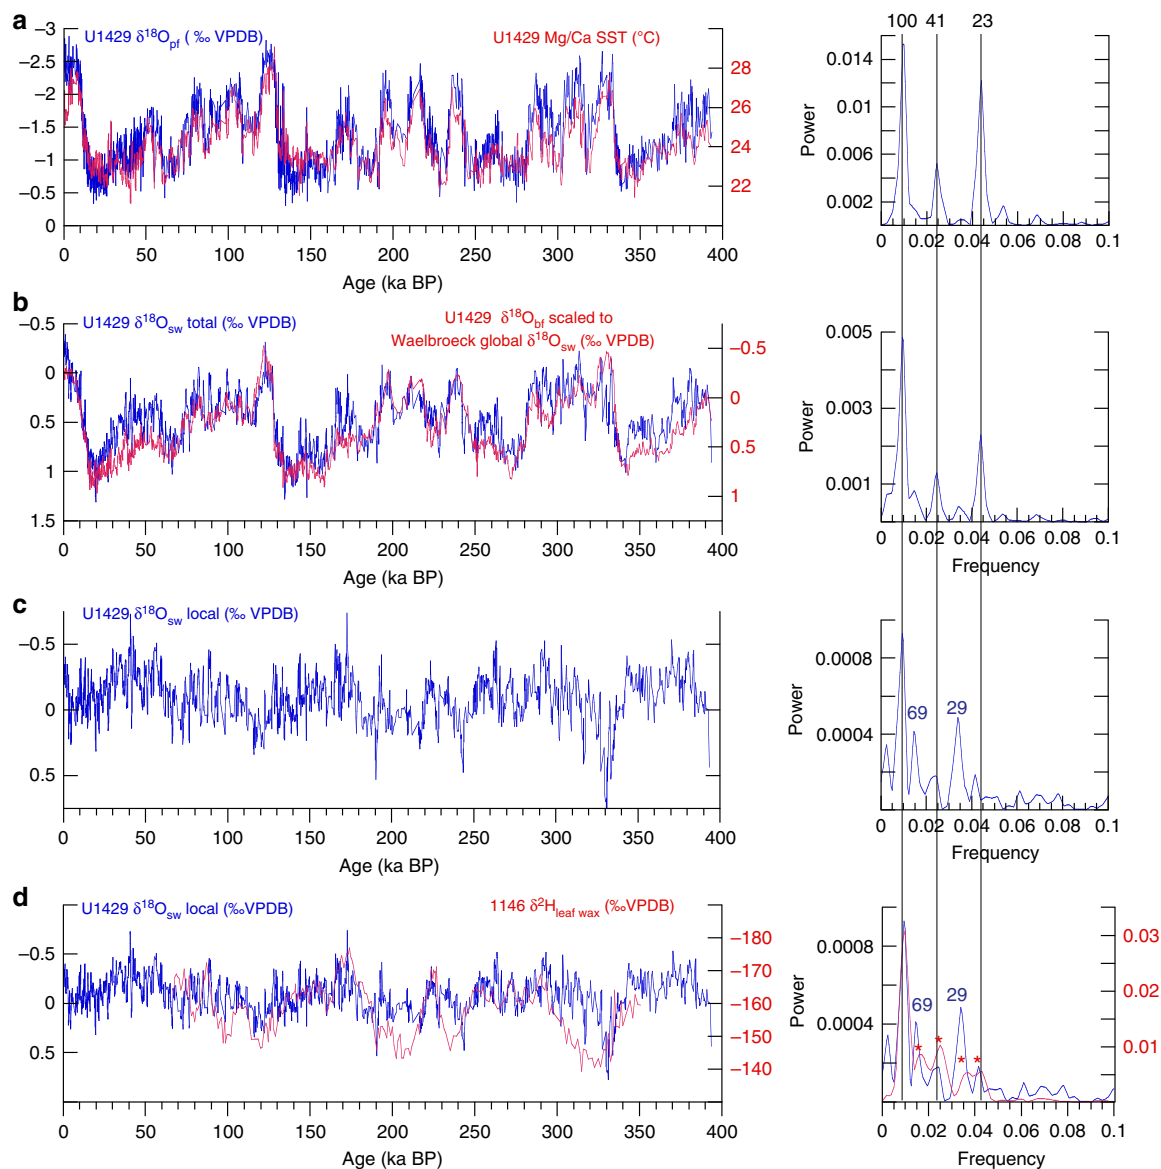 a
U1429 δ18Opf ( ‰ VPDB)
U1429 Mg/Ca SST (°C)
–3
–2.5
–2
–1.5
–1
–0.5
0
28
26
24
22
0 50 100 150 200 250 300 350 400
Age (ka BP)
100 41 23
Power
0.014
0.01
0.006
0.002
0 0.02 0.04 0.06 0.08 0.1
b
U1429 δ18Osw total (‰ VPDB)
U1429 δ18Obf scaled to
Waelbroeck global δ18Osw (‰ VPDB)
–0.5
0
0.5
1
1.5
–0.5
0
0.5
1
0 50 100 150 200 250 300 350 400
Age (ka BP)
Power
0.005
0.003
0.001
0 0.02 0.04 0.06 0.08 0.1
Frequency
c
U1429 δ18Osw local (‰ VPDB)
–0.5
0
0.5
0 50 100 150 200 250 300 350 400
Age (ka BP)
Power
0.0008
0.0004
69
29
0 0.02 0.04 0.06 0.08 0.1
Frequency
d
U1429 δ18Osw local (‰VPDB)
1146 δ2Hleaf wax (‰VPDB)
–0.5
0
0.5
–180
–170
–160
–150
–140
0 50 100 150 200 250 300 350 400
Age (ka BP)
Power
0.0008
0.0004
69
29
* * * *
0.03
0.02
0.01
0 0.02 0.04 0.06 0.08 0.1
Frequency